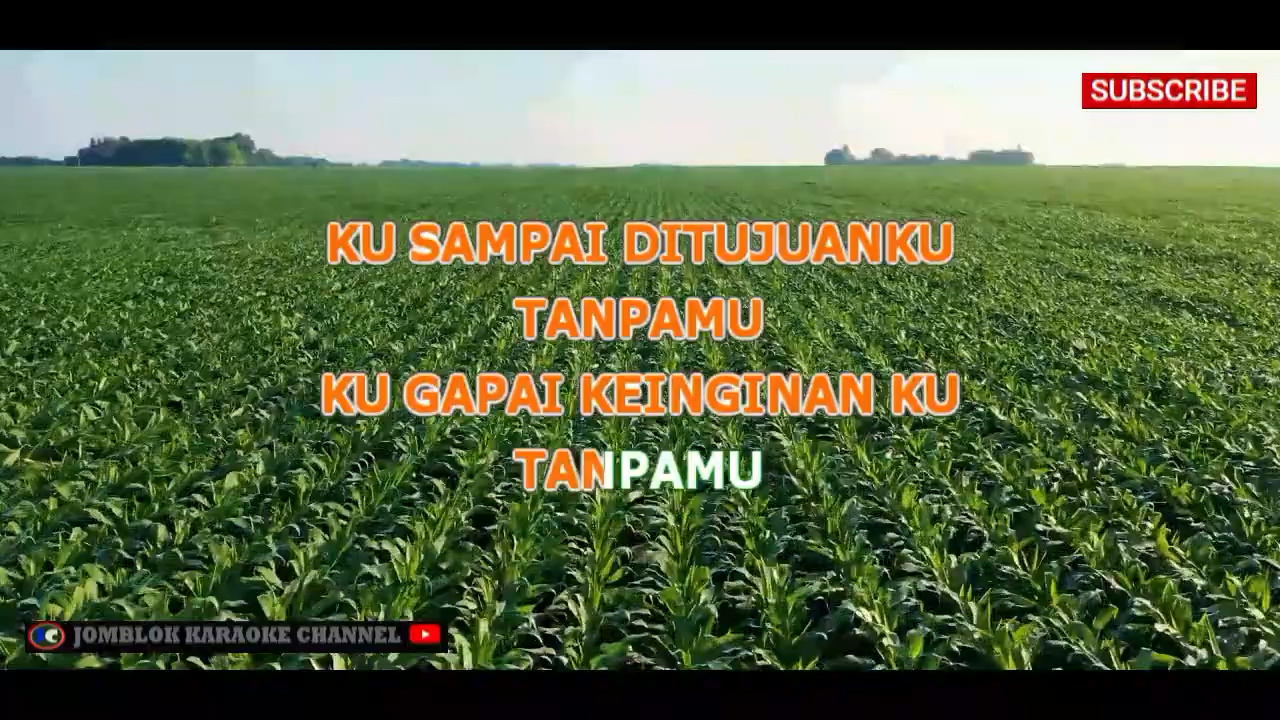 SUBSCRIBE
KU SAMPAI DITUJUANKU
TANPAMU
KU GAPAI KEINGINAN KU
TANPAMU
JOMBLOK KARAOKE CHANNEL